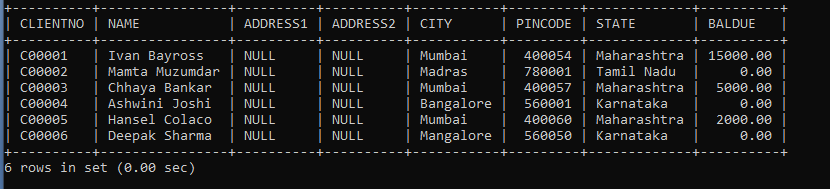 +----------+----------------+----------+----------+-----------+---------+-------------+----------+
| CLIENTNO | NAME           | ADDRESS1 | ADDRESS2 | CITY      | PINCODE | STATE       | BALDUE   |
+----------+----------------+----------+----------+-----------+---------+-------------+----------+
| C00001   | Ivan Bayross   | NULL     | NULL     | Mumbai    |  400054 | Maharashtra | 15000.00 |
| C00002   | Mamta Muzumdar | NULL     | NULL     | Madras    |  780001 | Tamil Nadu  |     0.00 |
| C00003   | Chhaya Bankar  | NULL     | NULL     | Mumbai    |  400057 | Maharashtra |  5000.00 |
| C00004   | Ashwini Joshi  | NULL     | NULL     | Bangalore |  560001 | Karnataka   |     0.00 |
| C00005   | Hansel Colaco  | NULL     | NULL     | Mumbai    |  400060 | Maharashtra |  2000.00 |
| C00006   | Deepak Sharma  | NULL     | NULL     | Mangalore |  560050 | Karnataka   |     0.00 |
+----------+----------------+----------+----------+-----------+---------+-------------+----------+
6 rows in set (0.00 sec)